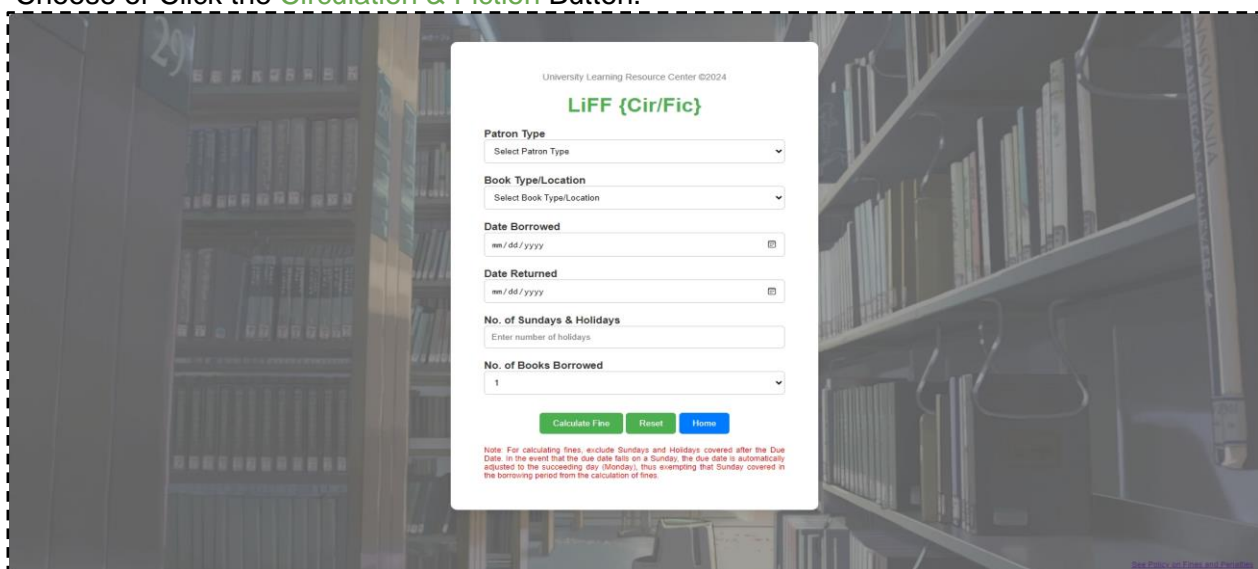 Choose or Click the Circulation & Fiction Button.
University Learning Resource Center ©2024
LiFF {Cir/Fic}
Patron Type
Select Patron Type
Book Type/Location
Select Book Type/Location
Date Borrowed
mm/dd/yyyy
Date Returned
mm/dd/yyyy
No. of Sundays & Holidays
Enter number of holidays
No. of Books Borrowed
1
Calculate Fine Reset Home
Note: For calculating fines, exclude Sundays and Holidays covered after the Due
Date. In the event that the due date falls on a Sunday, the due date is automatically
adjusted to the succeeding day (Monday), thus exempting that Sunday covered in
the borrowing period from the calculation of fines.
29
PENNSYLVANIA
See Policy on Fines and Penalties